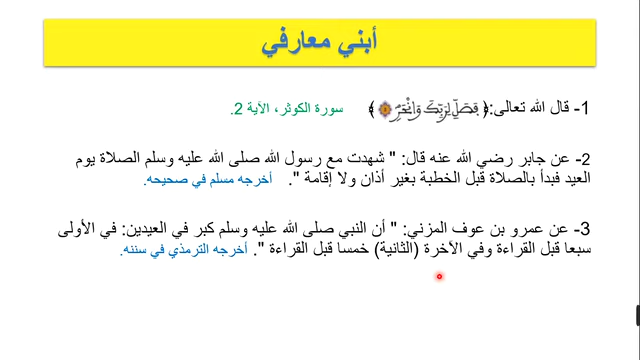 أبني معارفي
1- قال الله تعالى:﴿ فَصَلِّ لِرَبِّكَ وَانْحَرْ ﴾ سورة الكوثر، الآية 2.
2- عن جابر رضي الله عنه قال: " شهدت مع رسول الله صلى الله عليه وسلم الصلاة يوم
العيد فبدأ بالصلاة قبل الخطبة بغير أذان ولا إقامة ". أخرجه مسلم في صحيحه.
3- عن عمرو بن عوف المزني: " أن النبي صلى الله عليه وسلم كبر في العيدين: في الأولى
سبعا قبل القراءة وفي الآخرة (الثانية) خمسا قبل القراءة ". أخرجه الترمذي في سننه.